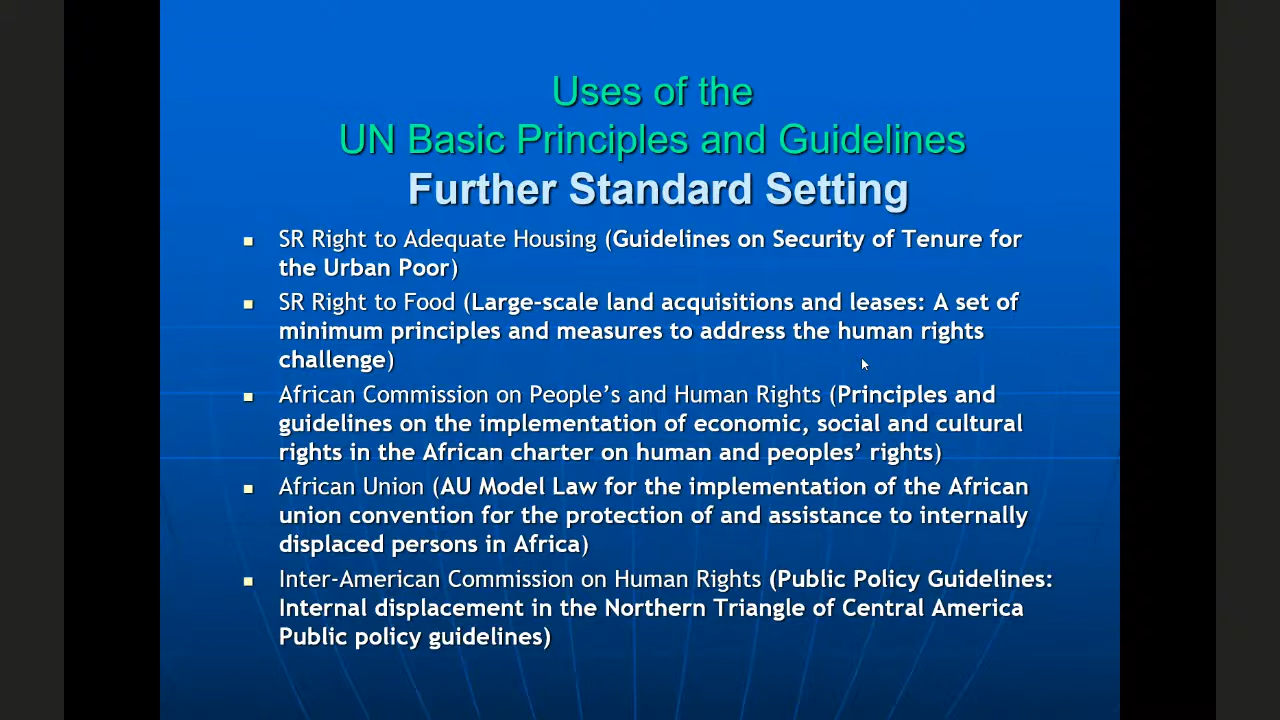 Uses of the
UN Basic Principles and Guidelines
Further Standard Setting
SR Right to Adequate Housing (Guidelines on Security of Tenure for
the Urban Poor)
SR Right to Food (Large-scale land acquisitions and leases: A set of
minimum principles and measures to address the human rights
challenge)
African Commission on People’s and Human Rights (Principles and
guidelines on the implementation of economic, social and cultural
rights in the African charter on human and peoples’ rights)
African Union (AU Model Law for the implementation of the African
union convention for the protection of and assistance to internally
displaced persons in Africa)
Inter-American Commission on Human Rights (Public Policy Guidelines:
Internal displacement in the Northern Triangle of Central America
Public policy guidelines)